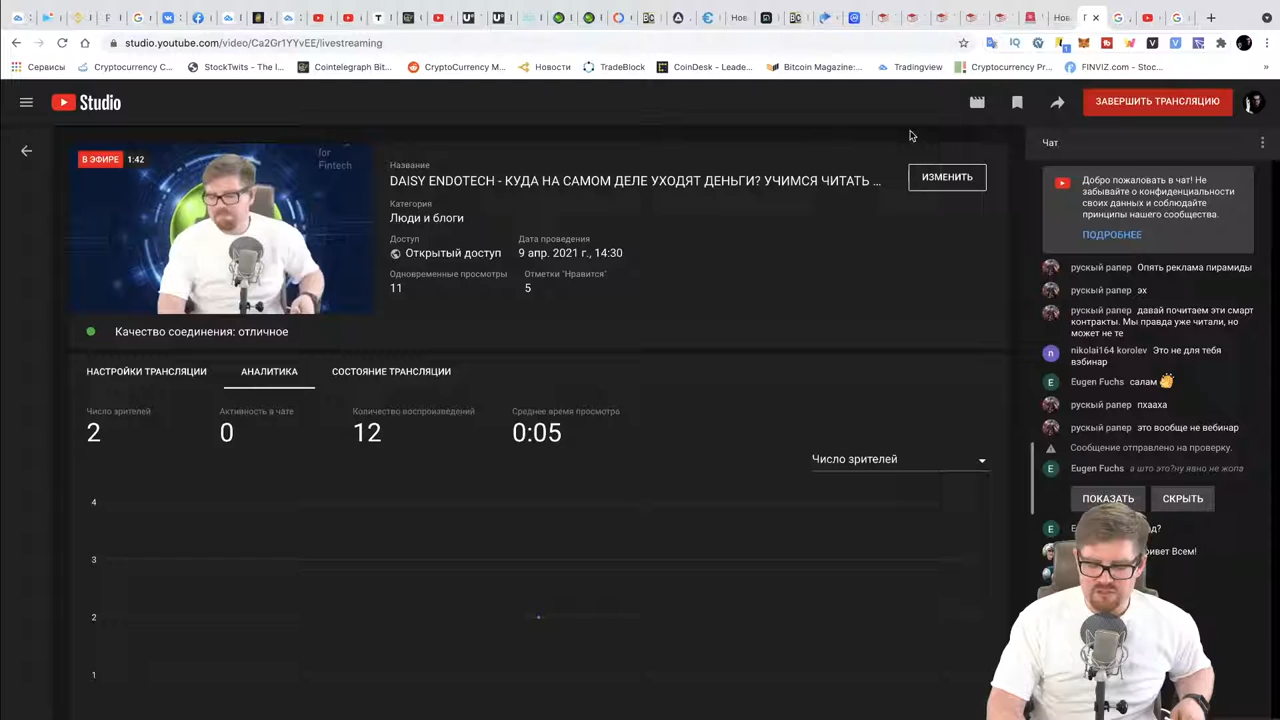 Нов
BC
Нов
studio.youtube.com/video/Ca2Gr1YYvEE/livestreaming
Сервисы
Cryptocurrency C...
StockTwits - The l...
Cointelegraph Bit...
CryptoCurrency M...
Новости
TradeBlock
CoinDesk - Leade...
Bitcoin Magazine:...
Tradingview
Cryptocurrency Pr...
FINVIZ.com - Stoc...
Studio
ЗАВЕРШИТЬ ТРАНСЛЯЦИЮ
В ЭФИРЕ 1:42
for
Fintech
Название
DAISY ENDOTECH - КУДА НА САМОМ ДЕЛЕ УХОДЯТ ДЕНЬГИ? УЧИМСЯ ЧИТАТЬ ...
ИЗМЕНИТЬ
Категория
Люди и блоги
Доступ
Открытый доступ
Дата проведения
9 апр. 2021 г., 14:30
Одновременные просмотры
11
Отметки "Нравится"
5
Качество соединения: отличное
НАСТРОЙКИ ТРАНСЛЯЦИИ
АНАЛИТИКА
СОСТОЯНИЕ ТРАНСЛЯЦИИ
Число зрителей
2
Активность в чате
0
Количество воспроизведений
12
Среднее время просмотра
0:05
Число зрителей
4
3
2
1
Чат
Добро пожаловать в чат! Не
забывайте о конфиденциальности
своих данных и соблюдайте
принципы нашего сообщества.
ПОДРОБНЕЕ
руский рапер Опять реклама пирамиды
руский рапер эх
руский рапер давай почитаем эти смарт
контракты. Мы правда уже читали, но
может не те
nikolai164 korolev Это не для тебя
вэбинар
Eugen Fuchs салам
руский рапер пхааха
руский рапер это вообще не вебинар
Сообщение отправлено на проверку.
Eugen Fuchs а што это?ну явно не жопа
ПОКАЗАТЬ
СКРЫТЬ
Всем!